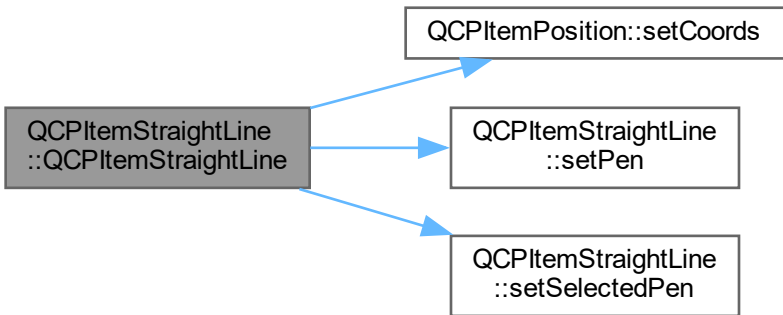 QCPItemPosition::setCoords
QCPItemStraightLine
::QCPItemStraightLine
QCPItemStraightLine
::setPen
QCPItemStraightLine
::setSelectedPen